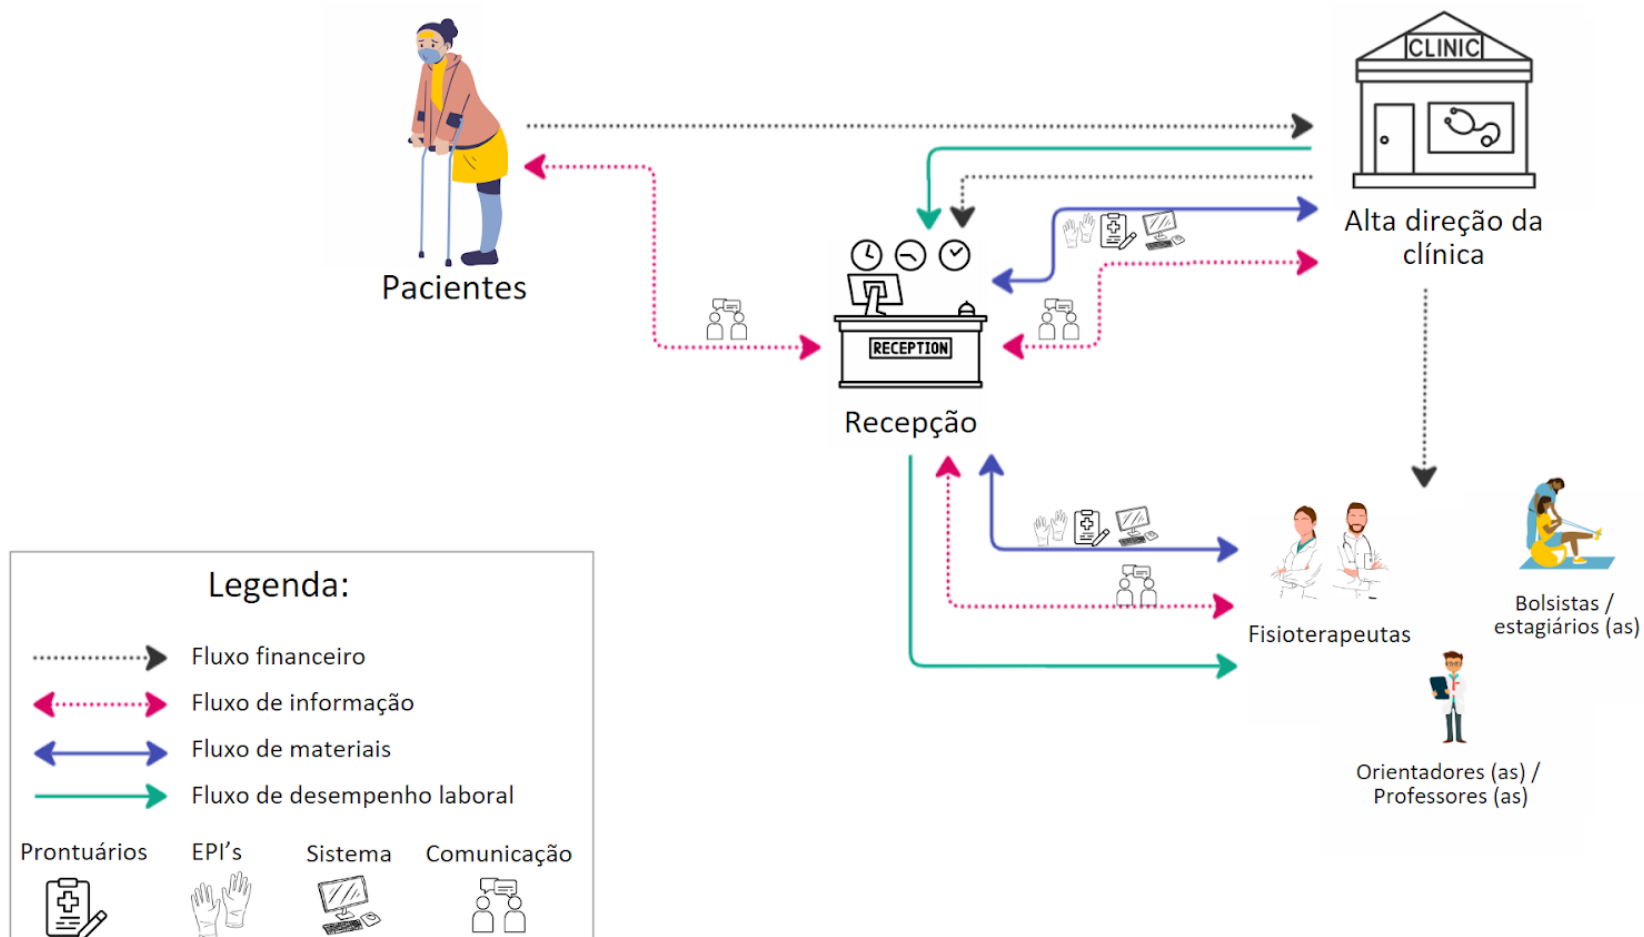 CLINIC
Alta direção da
clínica
Pacientes
RECEPTION
Recepção
Fisioterapeutas
Bolsistas /
estagiários (as)
Orientadores (as) /
Professores (as)
Legenda:
Fluxo financeiro
Fluxo de informação
Fluxo de materiais
Fluxo de desempenho laboral
Prontuários EPI’s Sistema Comunicação